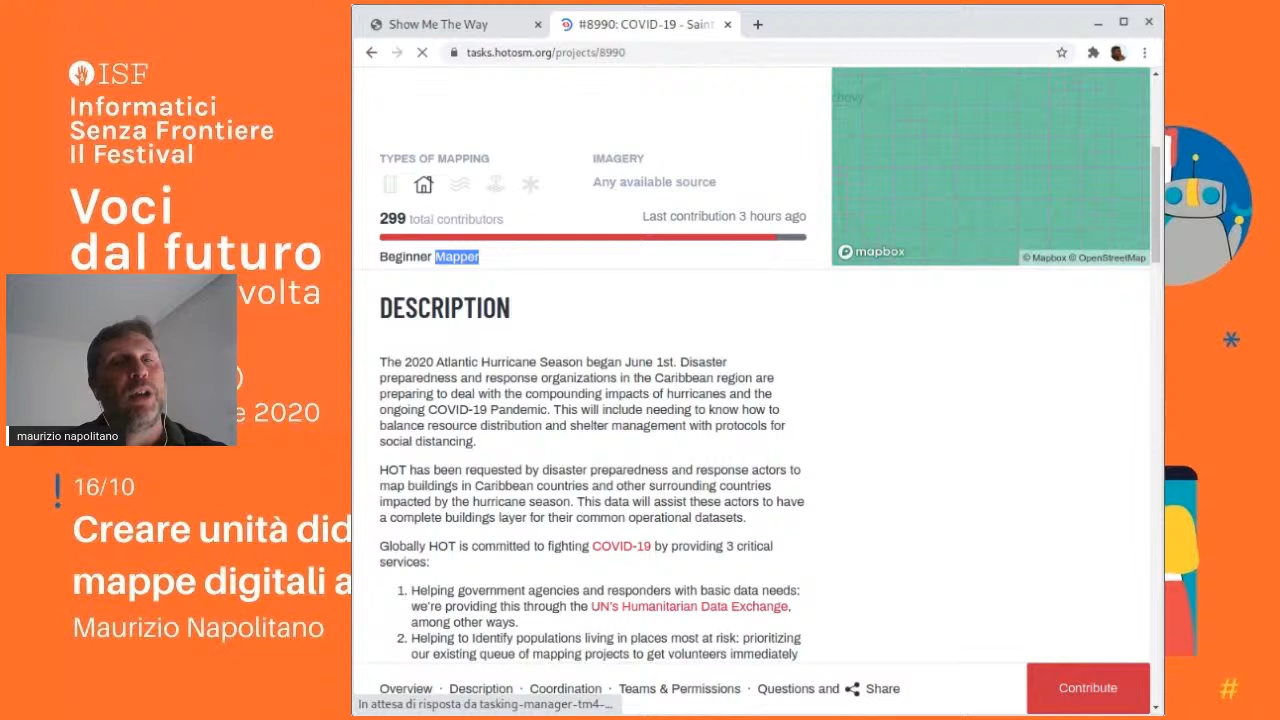 ISF
Informatici
Senza Frontiere
Il Festival
Voci
dal futuro
volta
)
e 2020
maurizio napolitano
! 16/10
Creare unità did
mappe digitali a
Maurizio Napolitano
Show Me The Way
#8990: COVID-19 - Saint
tasks.hotosm.org/projects/8990
chovy
TYPES OF MAPPING
IMAGERY
Any available source
299 total contributors
Last contribution 3 hours ago
Beginner Mapper
mapbox
© Mapbox © OpenStreetMap
DESCRIPTION
The 2020 Atlantic Hurricane Season began June 1st. Disaster
preparedness and response organizations in the Caribbean region are
preparing to deal with the compounding impacts of hurricanes and the
ongoing COVID-19 Pandemic. This will include needing to know how to
balance resource distribution and shelter management with protocols for
social distancing.
HOT has been requested by disaster preparedness and response actors to
map buildings in Caribbean countries and other surrounding countries
impacted by the hurricane season. This data will assist these actors to have
a complete buildings layer for their common operational datasets.
Globally HOT is committed to fighting COVID-19 by providing 3 critical
services:
1. Helping government agencies and responders with basic data needs:
we're providing this through the UN's Humanitarian Data Exchange,
among other ways.
2. Helping to Identify populations living in places most at risk: prioritizing
our existing queue of mapping projects to get volunteers immediately
Overview · Description · Coordination · Teams & Permissions · Questions and Share
Contribute
In attesa di risposta da tasking-manager-tm4-...
#